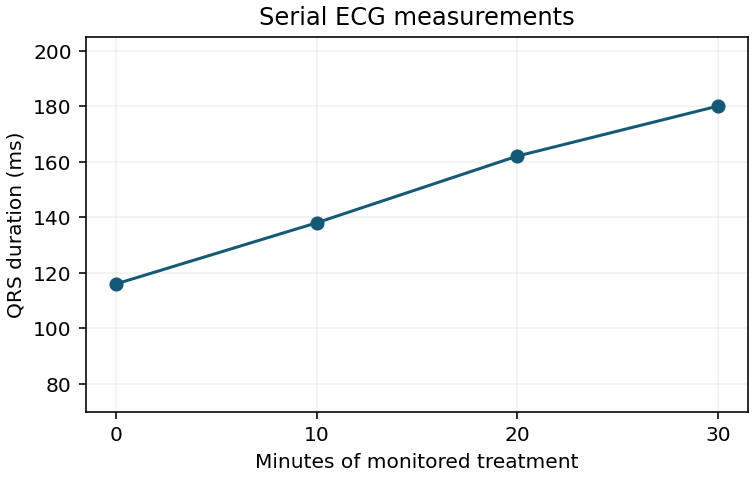 Serial ECG measurements
QRS duration (ms)
200
180
160
140
120
100
80
0 10 20 30
Minutes of monitored treatment